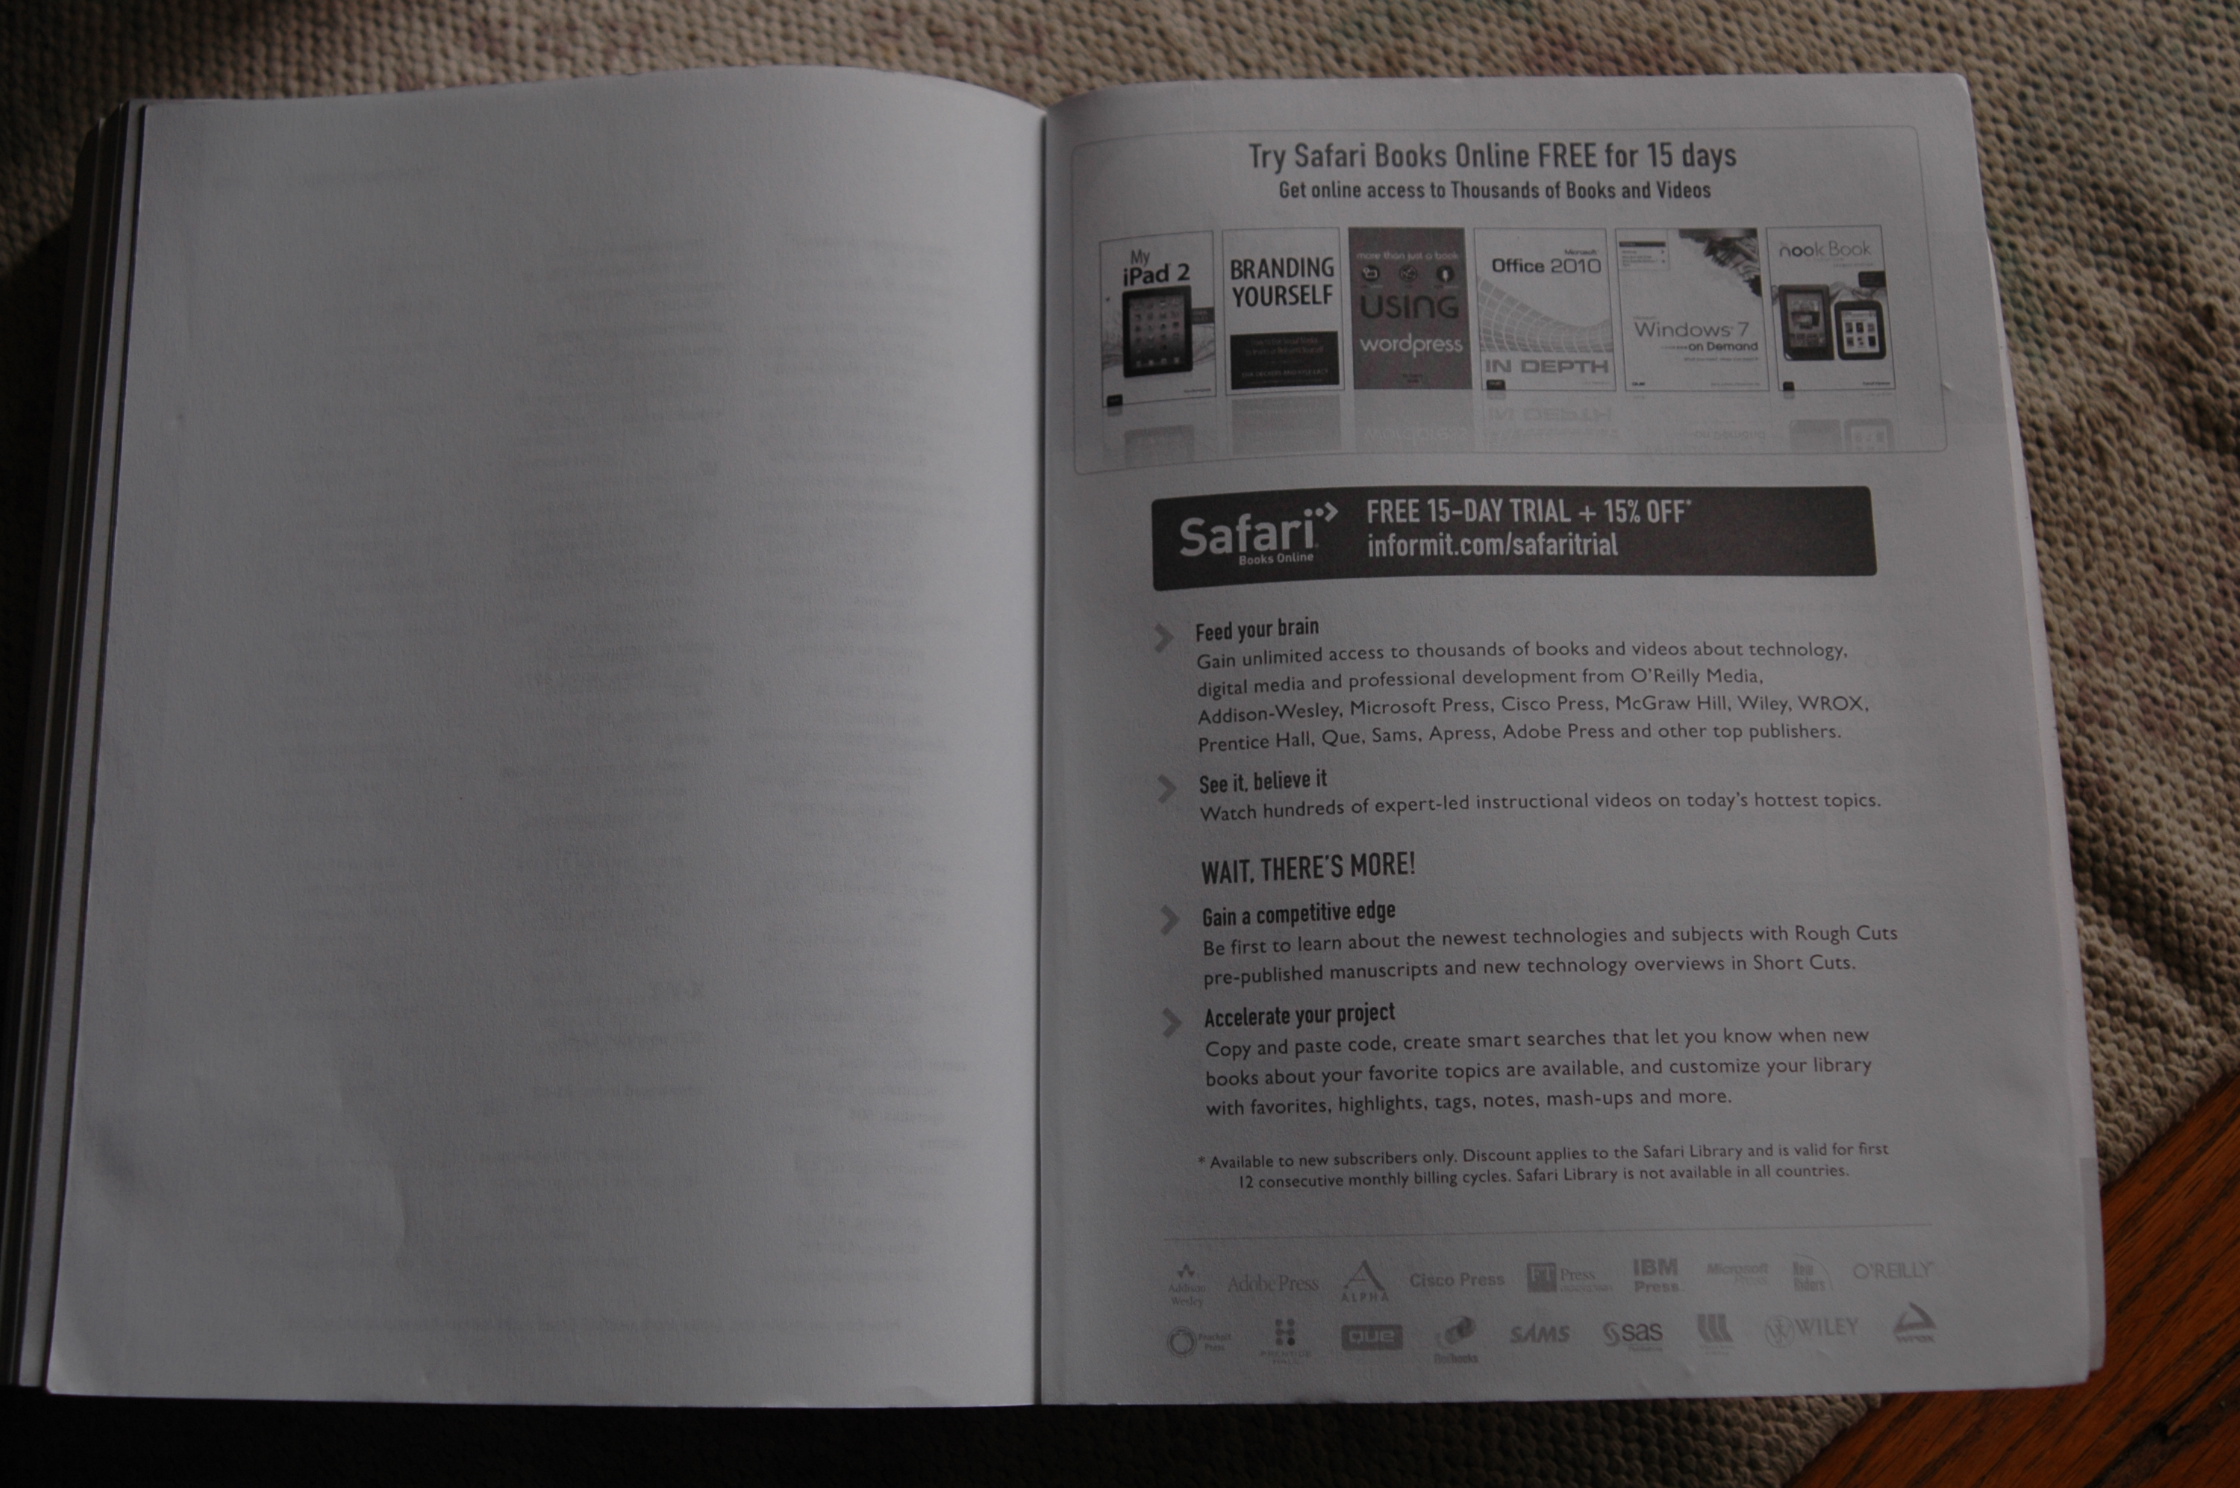 Try Safari Books Online FREE for 15 days
Get online access to Thousands of Books and Videos
My
iPad 2
BRANDING
YOURSELF
more than just a book
USING
wordpress
Microsoft
Office 2010
IN DEPTH
Windows 7
on Demand
nook Book
Safari
Books Online
FREE 15-DAY TRIAL + 15% OFF*
informit.com/safaritrial
Feed your brain
Gain unlimited access to thousands of books and videos about technology,
digital media and professional development from O'Reilly Media,
Addison-Wesley, Microsoft Press, Cisco Press, McGraw Hill, Wiley, WROX,
Prentice Hall, Que, Sams, Apress, Adobe Press and other top publishers.
See it, believe it
Watch hundreds of expert-led instructional videos on today's hottest topics.
WAIT, THERE'S MORE!
Gain a competitive edge
Be first to learn about the newest technologies and subjects with Rough Cuts
pre-published manuscripts and new technology overviews in Short Cuts.
Accelerate your project
Copy and paste code, create smart searches that let you know when new
books about your favorite topics are available, and customize your library
with favorites, highlights, tags, notes, mash-ups and more.
* Available to new subscribers only. Discount applies to the Safari Library and is valid for first
12 consecutive monthly billing cycles. Safari Library is not available in all countries.
Addison
Wesley
Adobe Press
ALPHA
Cisco Press
FT Press
IBM
Press
Microsoft
New
Riders
O'REILLY
Peachpit
Press
PRENTICE
HALL
QUE
Redbooks
SAMS
sas
WILEY
WROX